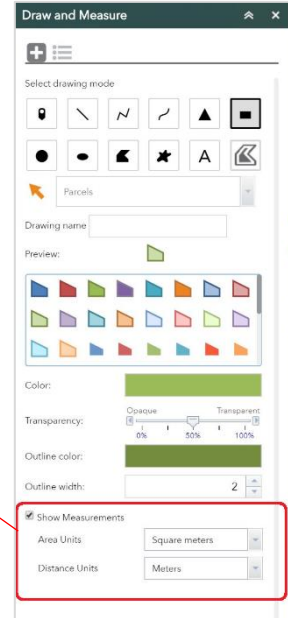 Draw and Measure
Select drawing mode
A
Parcels
Drawing name
Preview:
Color:
Transparency:
Opaque Transparent
0% 50% 100%
Outline color:
Outline width: 2
Show Measurements
Area Units Square meters
Distance Units Meters